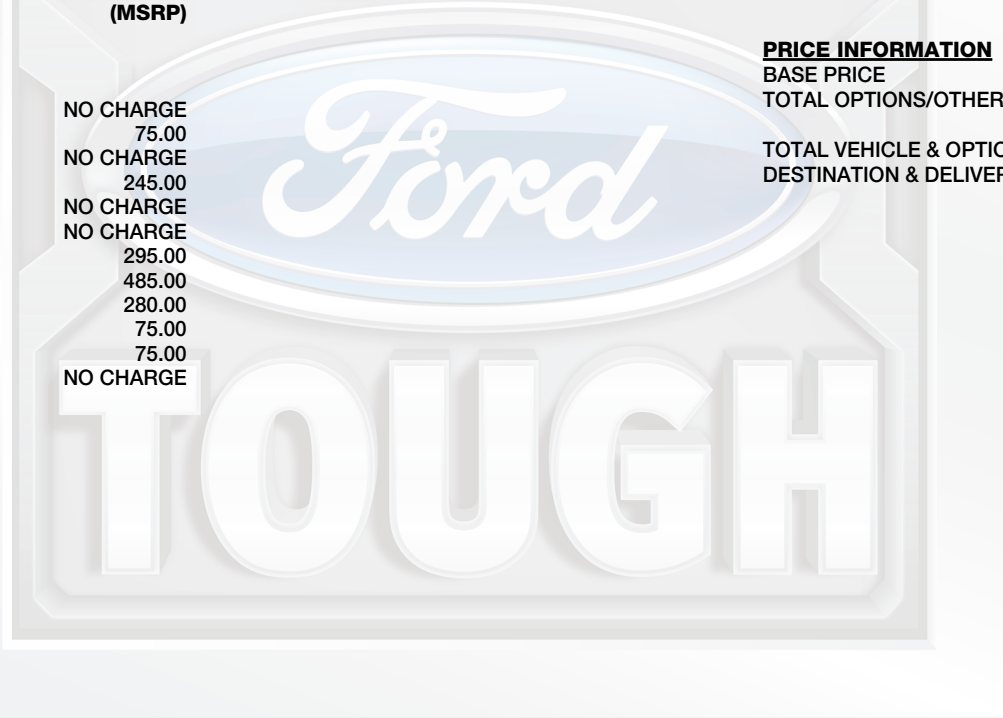 (MSRP)
NO CHARGE
75.00
NO CHARGE
245.00
NO CHARGE
NO CHARGE
295.00
485.00
280.00
75.00
75.00
NO CHARGE
PRICE INFORMATION
BASE PRICE
TOTAL OPTIONS/OTHER
TOTAL VEHICLE & OPTIO
DESTINATION & DELIVER
Ford
TOUGH